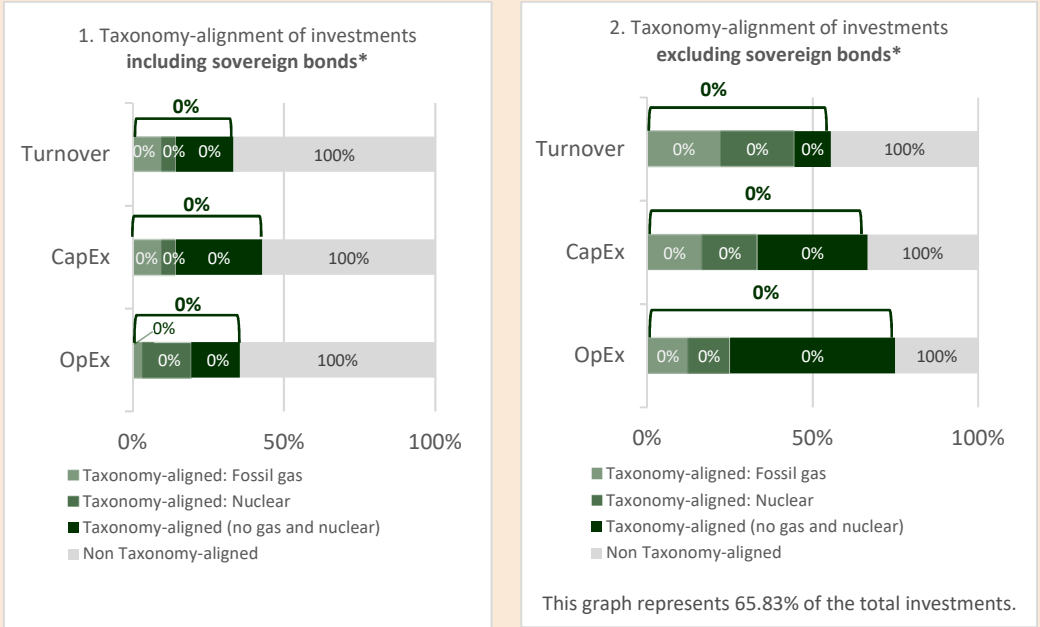 1. Taxonomy-alignment of investments
including sovereign bonds*
0%
Turnover
0% 0% 0% 100%
0%
CapEx
0% 0% 0% 100%
0%
0%
OpEx
0% 0% 100%
0% 50% 100%
Taxonomy-aligned: Fossil gas
Taxonomy-aligned: Nuclear
Taxonomy-aligned (no gas and nuclear)
Non Taxonomy-aligned
2. Taxonomy-alignment of investments
excluding sovereign bonds*
0%
Turnover
0% 0% 0% 100%
0%
CapEx
0% 0% 0% 100%
0%
OpEx
0% 0% 0% 100%
0% 50% 100%
Taxonomy-aligned: Fossil gas
Taxonomy-aligned: Nuclear
Taxonomy-aligned (no gas and nuclear)
Non Taxonomy-aligned
This graph represents 65.83% of the total investments.